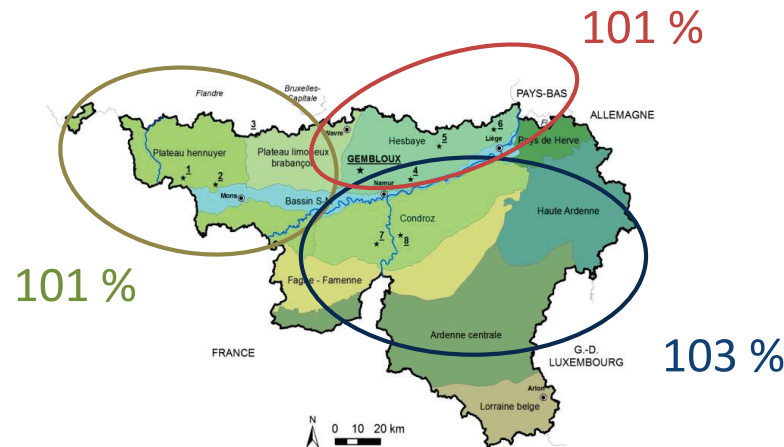 101 %
Flandre
Bruxelles-
Capitale
PAYS-BAS
ALLEMAGNE
3
Wavre
6
5
Hesbaye
Liège
Pays de Herve
Plateau hennuyer
Plateau limoneux
brabançon
GEMBLOUX
1
2
4
Namur
Mons
Bassin S-M
Condroz
Haute Ardenne
7
8
101 %
Fagne - Famenne
Ardenne centrale
FRANCE
G.-D.
LUXEMBOURG
103 %
Arlon
Lorraine belge
N
0 10 20 km